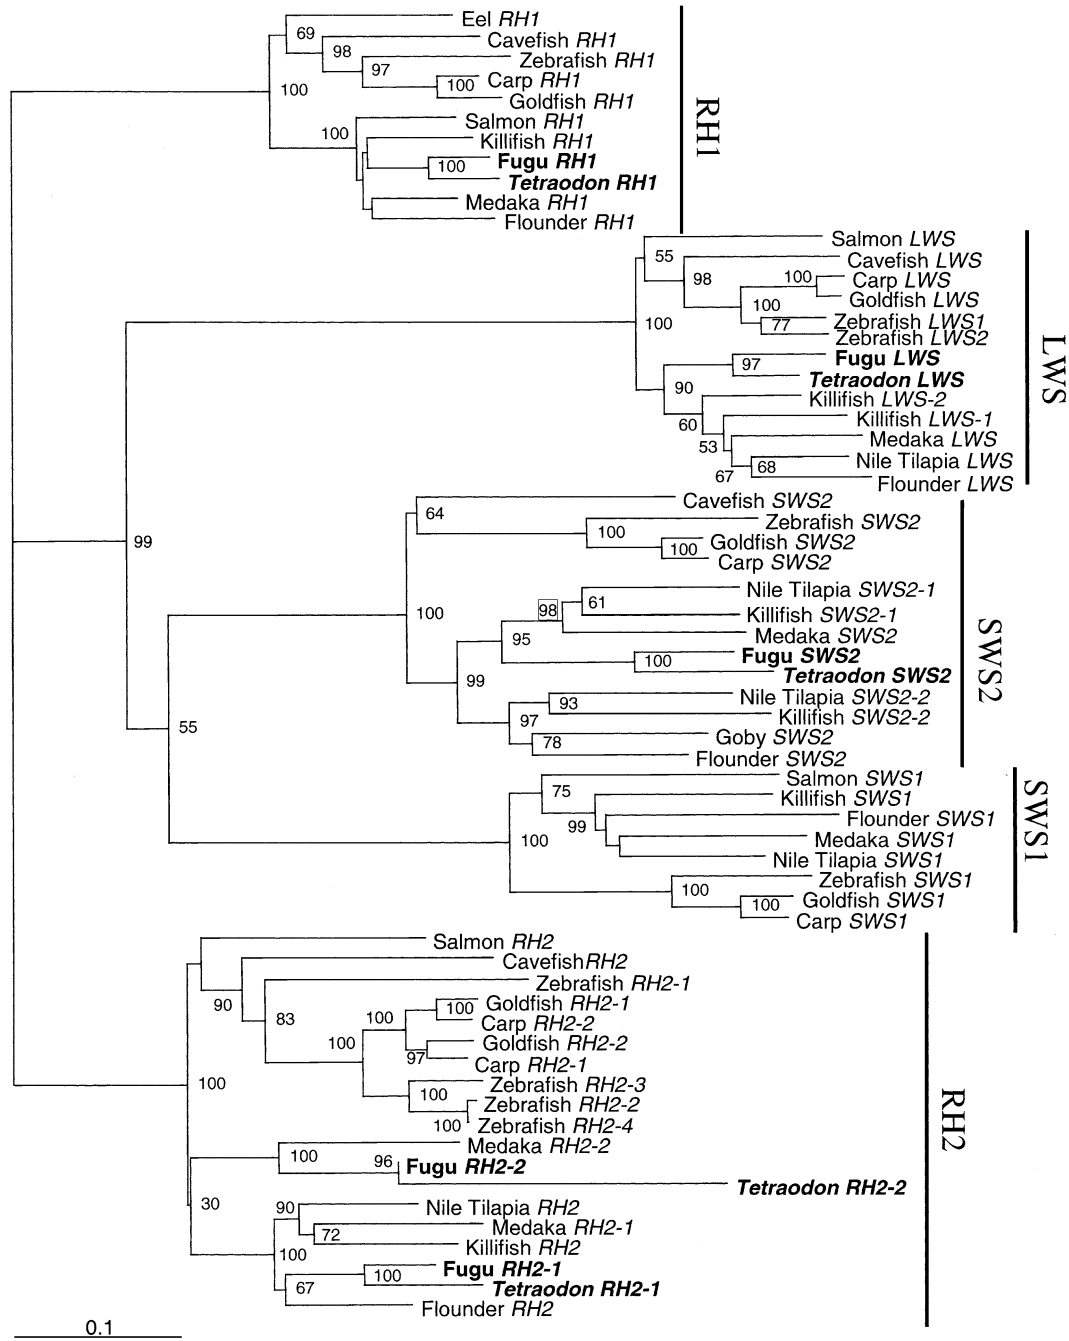 Eel RH1
69
Cavefish RH1
98
Zebrafish RH1
97
Carp RH1
100
100
Goldfish RH1
RH1
Salmon RH1
100
Killifish RH1
Fugu RH1
100
Tetraodon RH1
Medaka RH1
Flounder RH1
Salmon LWS
55
Cavefish LWS
98
100
Carp LWS
Goldfish LWS
100
Zebrafish LWS1
100
77
Zebrafish LWS2
Fugu LWS
97
LWS
Tetraodon LWS
90
Killifish LWS-2
60
Killifish LWS-1
53
Medaka LWS
Nile Tilapia LWS
68
67
Flounder LWS
Cavefish SWS2
64
Zebrafish SWS2
100
99
Goldfish SWS2
100
Carp SWS2
Nile Tilapia SWS2-1
61
98
100
Killifish SWS2-1
95
Medaka SWS2
Fugu SWS2
100
SWS2
Tetraodon SWS2
99
Nile Tilapia SWS2-2
93
Killifish SWS2-2
97
55
Goby SWS2
78
Flounder SWS2
Salmon SWS1
75
Killifish SWS1
Flounder SWS1
99
SWS1
Medaka SWS1
100
Nile Tilapia SWS1
Zebrafish SWS1
100
Goldfish SWS1
100
Carp SWS1
Salmon RH2
Cavefish RH2
Zebrafish RH2-1
90
Goldfish RH2-1
100
83
100
Carp RH2-2
100
Goldfish RH2-2
97
Carp RH2-1
100
Zebrafish RH2-3
100
Zebrafish RH2-2
100
Zebrafish RH2-4
RH2
Medaka RH2-2
100
96
Fugu RH2-2
Tetraodon RH2-2
30
90
Nile Tilapia RH2
Medaka RH2-1
72
Killifish RH2
100
Fugu RH2-1
100
67
Tetraodon RH2-1
Flounder RH2
0.1